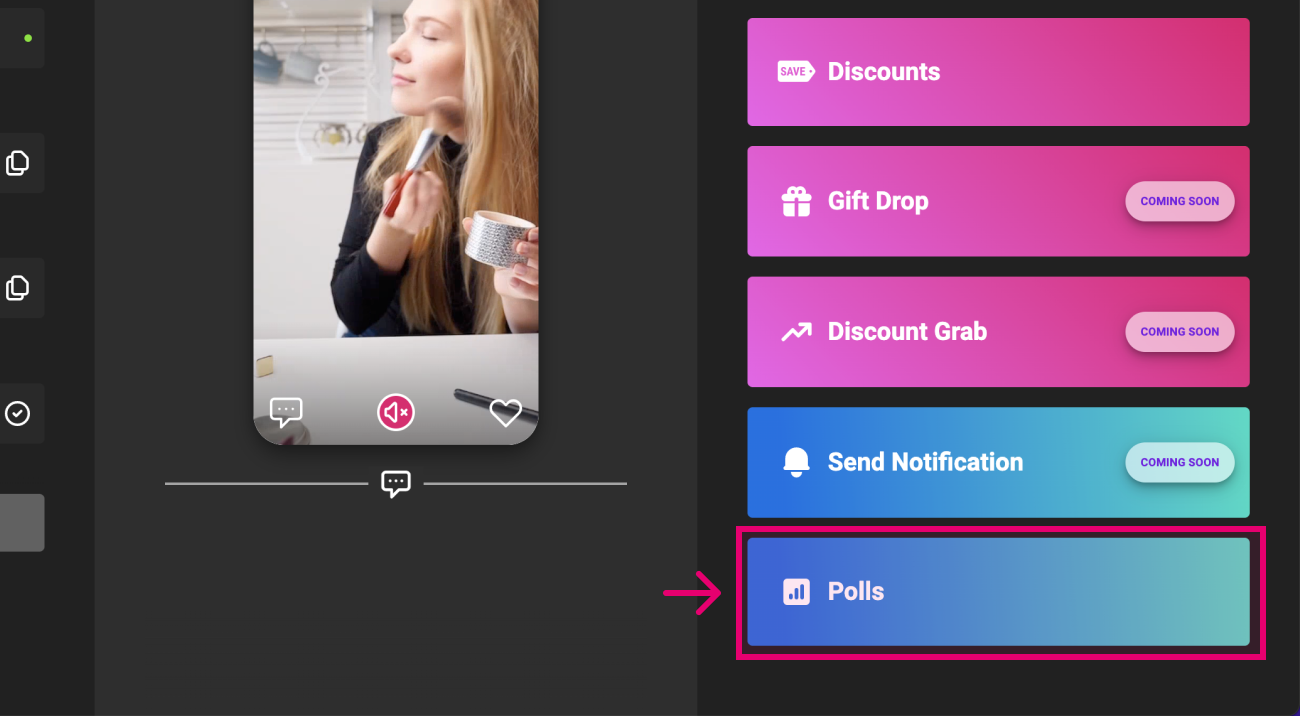 SAVE
Discounts
Gift Drop
COMING SOON
Discount Grab
COMING SOON
Send Notification
COMING SOON
Polls